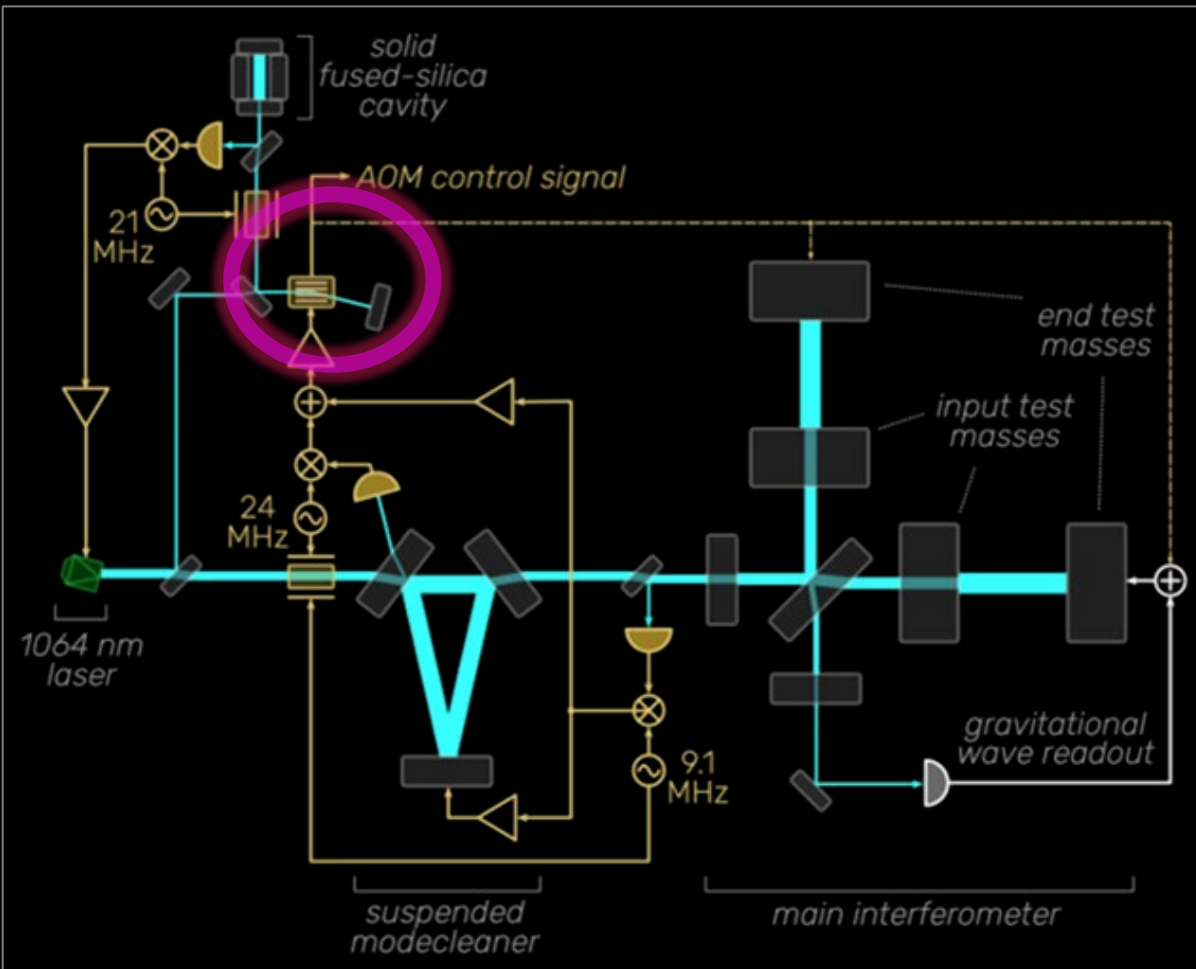 solid
fused-silica
cavity
AOM control signal
21
MHz
end test
masses
input test
masses
24
MHz
1064 nm
laser
gravitational
wave readout
9.1
MHz
suspended
modecleaner
main interferometer